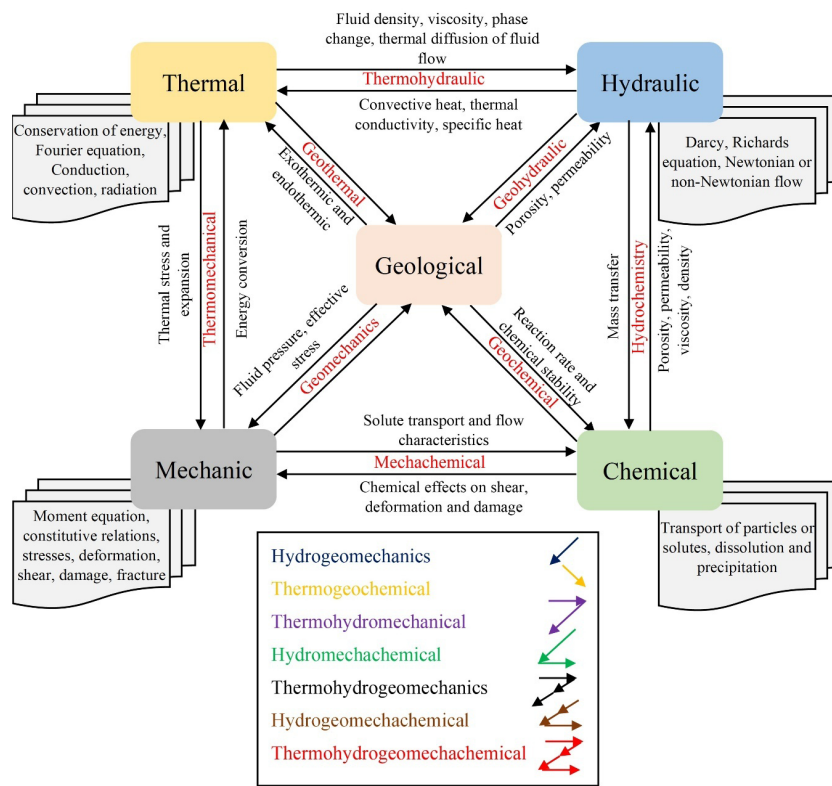 Fluid density, viscosity, phase
change, thermal diffusion of fluid
flow
Thermal
Thermohydraulic
Hydraulic
Convective heat, thermal
conductivity, specific heat
Conservation of energy,
Fourier equation,
Conduction,
convection, radiation
Geothermal
Exothermic and
endothermic
Geohydraulic
Porosity, permeability
Darcy, Richards
equation, Newtonian or
non-Newtonian flow
Geological
Thermal stress and
expansion
Thermomechanical
Energy conversion
Mass transfer
Hydrochemistry
Porosity, permeability,
viscosity, density
Fluid pressure, effective
stress
Geomechanics
Reaction rate and
chemical stability
Geochemical
Solute transport and flow
characteristics
Mechanic
Mechachemical
Chemical
Chemical effects on shear,
deformation and damage
Moment equation,
constitutive relations,
stresses, deformation,
shear, damage, fracture
Transport of particles or
solutes, dissolution and
precipitation
Hydrogeomechanics
Thermogeochemical
Thermohydromechanical
Hydromechachemical
Thermohydrogeomechanics
Hydrogeomechachemical
Thermohydrogeomechachemical